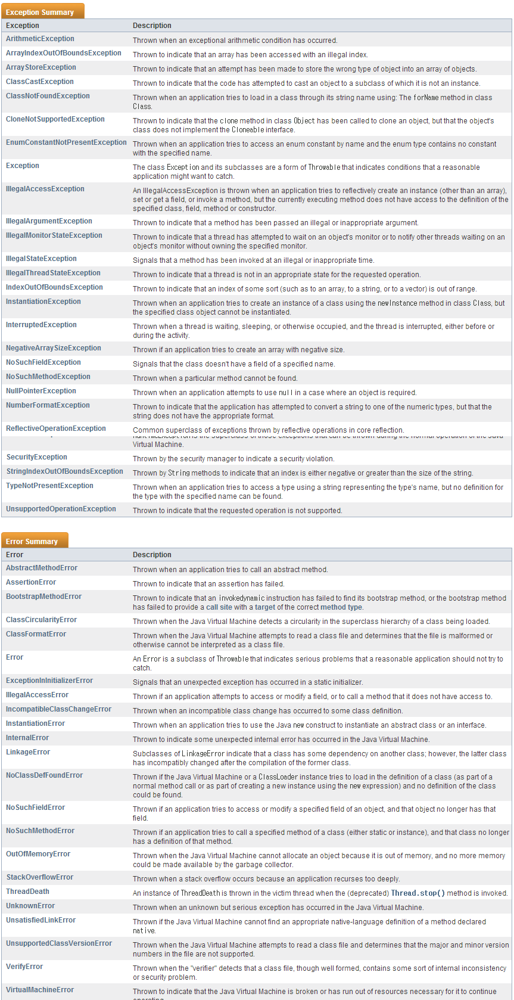 Exception Summary
Exception Description
ArithmeticException Thrown when an exceptional arithmetic condition has occurred.
ArrayIndexOutOfBoundsException Thrown to indicate that an array has been accessed with an illegal index.
ArrayStoreException Thrown to indicate that an attempt has been made to store the wrong type of object into an array of objects.
ClassCastException Thrown to indicate that the code has attempted to cast an object to a subclass of which it is not an instance.
ClassNotFoundException Thrown when an application tries to load in a class through its string name using: The forName method in class
Class.
CloneNotSupportedException Thrown to indicate that the clone method in class Object has been called to clone an object, but that the object's
class does not implement the Cloneable interface.
EnumConstantNotPresentException Thrown when an application tries to access an enum constant by name and the enum type contains no constant
with the specified name.
Exception The class Exception and its subclasses are a form of Throwable that indicates conditions that a reasonable
application might want to catch.
IllegalAccessException An IllegalAccessException is thrown when an application tries to reflectively create an instance (other than an array),
set or get a field, or invoke a method, but the currently executing method does not have access to the definition of the
specified class, field, method or constructor.
IllegalArgumentException Thrown to indicate that a method has been passed an illegal or inappropriate argument.
IllegalMonitorStateException Thrown to indicate that a thread has attempted to wait on an object's monitor or to notify other threads waiting on an
object's monitor without owning the specified monitor.
IllegalStateException Signals that a method has been invoked at an illegal or inappropriate time.
IllegalThreadStateException Thrown to indicate that a thread is not in an appropriate state for the requested operation.
IndexOutOfBoundsException Thrown to indicate that an index of some sort (such as to an array, to a string, or to a vector) is out of range.
InstantiationException Thrown when an application tries to create an instance of a class using the newInstance method in class Class, but
the specified class object cannot be instantiated.
InterruptedException Thrown when a thread is waiting, sleeping, or otherwise occupied, and the thread is interrupted, either before or
during the activity.
NegativeArraySizeException Thrown if an application tries to create an array with negative size.
NoSuchFieldException Signals that the class doesn't have a field of a specified name.
NoSuchMethodException Thrown when a particular method cannot be found.
NullPointerException Thrown when an application attempts to use null in a case where an object is required.
NumberFormatException Thrown to indicate that the application has attempted to convert a string to one of the numeric types, but that the
string does not have the appropriate format.
ReflectiveOperationException Common superclass of exceptions thrown by reflective operations in core reflection.
RuntimeException is the superclass of those exceptions that can be thrown during the normal operation of the Java
Virtual Machine.
SecurityException Thrown by the security manager to indicate a security violation.
StringIndexOutOfBoundsException Thrown by String methods to indicate that an index is either negative or greater than the size of the string.
TypeNotPresentException Thrown when an application tries to access a type using a string representing the type's name, but no definition for
the type with the specified name can be found.
UnsupportedOperationException Thrown to indicate that the requested operation is not supported.
Error Summary
Error Description
AbstractMethodError Thrown when an application tries to call an abstract method.
AssertionError Thrown to indicate that an assertion has failed.
BootstrapMethodError Thrown to indicate that an invokedynamic instruction has failed to find its bootstrap method, or the bootstrap method
has failed to provide a call site with a target of the correct method type.
ClassCircularityError Thrown when the Java Virtual Machine detects a circularity in the superclass hierarchy of a class being loaded.
ClassFormatError Thrown when the Java Virtual Machine attempts to read a class file and determines that the file is malformed or
otherwise cannot be interpreted as a class file.
Error An Error is a subclass of Throwable that indicates serious problems that a reasonable application should not try to
catch.
ExceptionInInitializerError Signals that an unexpected exception has occurred in a static initializer.
IllegalAccessError Thrown if an application attempts to access or modify a field, or to call a method that it does not have access to.
IncompatibleClassChangeError Thrown when an incompatible class change has occurred to some class definition.
InstantiationError Thrown when an application tries to use the Java new construct to instantiate an abstract class or an interface.
InternalError Thrown to indicate some unexpected internal error has occurred in the Java Virtual Machine.
LinkageError Subclasses of LinkageError indicate that a class has some dependency on another class; however, the latter class
has incompatibly changed after the compilation of the former class.
NoClassDefFoundError Thrown if the Java Virtual Machine or a ClassLoader instance tries to load in the definition of a class (as part of a
normal method call or as part of creating a new instance using the new expression) and no definition of the class
could be found.
NoSuchFieldError Thrown if an application tries to access or modify a specified field of an object, and that object no longer has that
field.
NoSuchMethodError Thrown if an application tries to call a specified method of a class (either static or instance), and that class no longer
has a definition of that method.
OutOfMemoryError Thrown when the Java Virtual Machine cannot allocate an object because it is out of memory, and no more memory
could be made available by the garbage collector.
StackOverflowError Thrown when a stack overflow occurs because an application recurses too deeply.
ThreadDeath An instance of ThreadDeath is thrown in the victim thread when the (deprecated) Thread.stop() method is invoked.
UnknownError Thrown when an unknown but serious exception has occurred in the Java Virtual Machine.
UnsatisfiedLinkError Thrown if the Java Virtual Machine cannot find an appropriate native-language definition of a method declared
native.
UnsupportedClassVersionError Thrown when the Java Virtual Machine attempts to read a class file and determines that the major and minor version
numbers in the file are not supported.
VerifyError Thrown when the "verifier" detects that a class file, though well formed, contains some sort of internal inconsistency
or security problem.
VirtualMachineError Thrown to indicate that the Java Virtual Machine is broken or has run out of resources necessary for it to continue